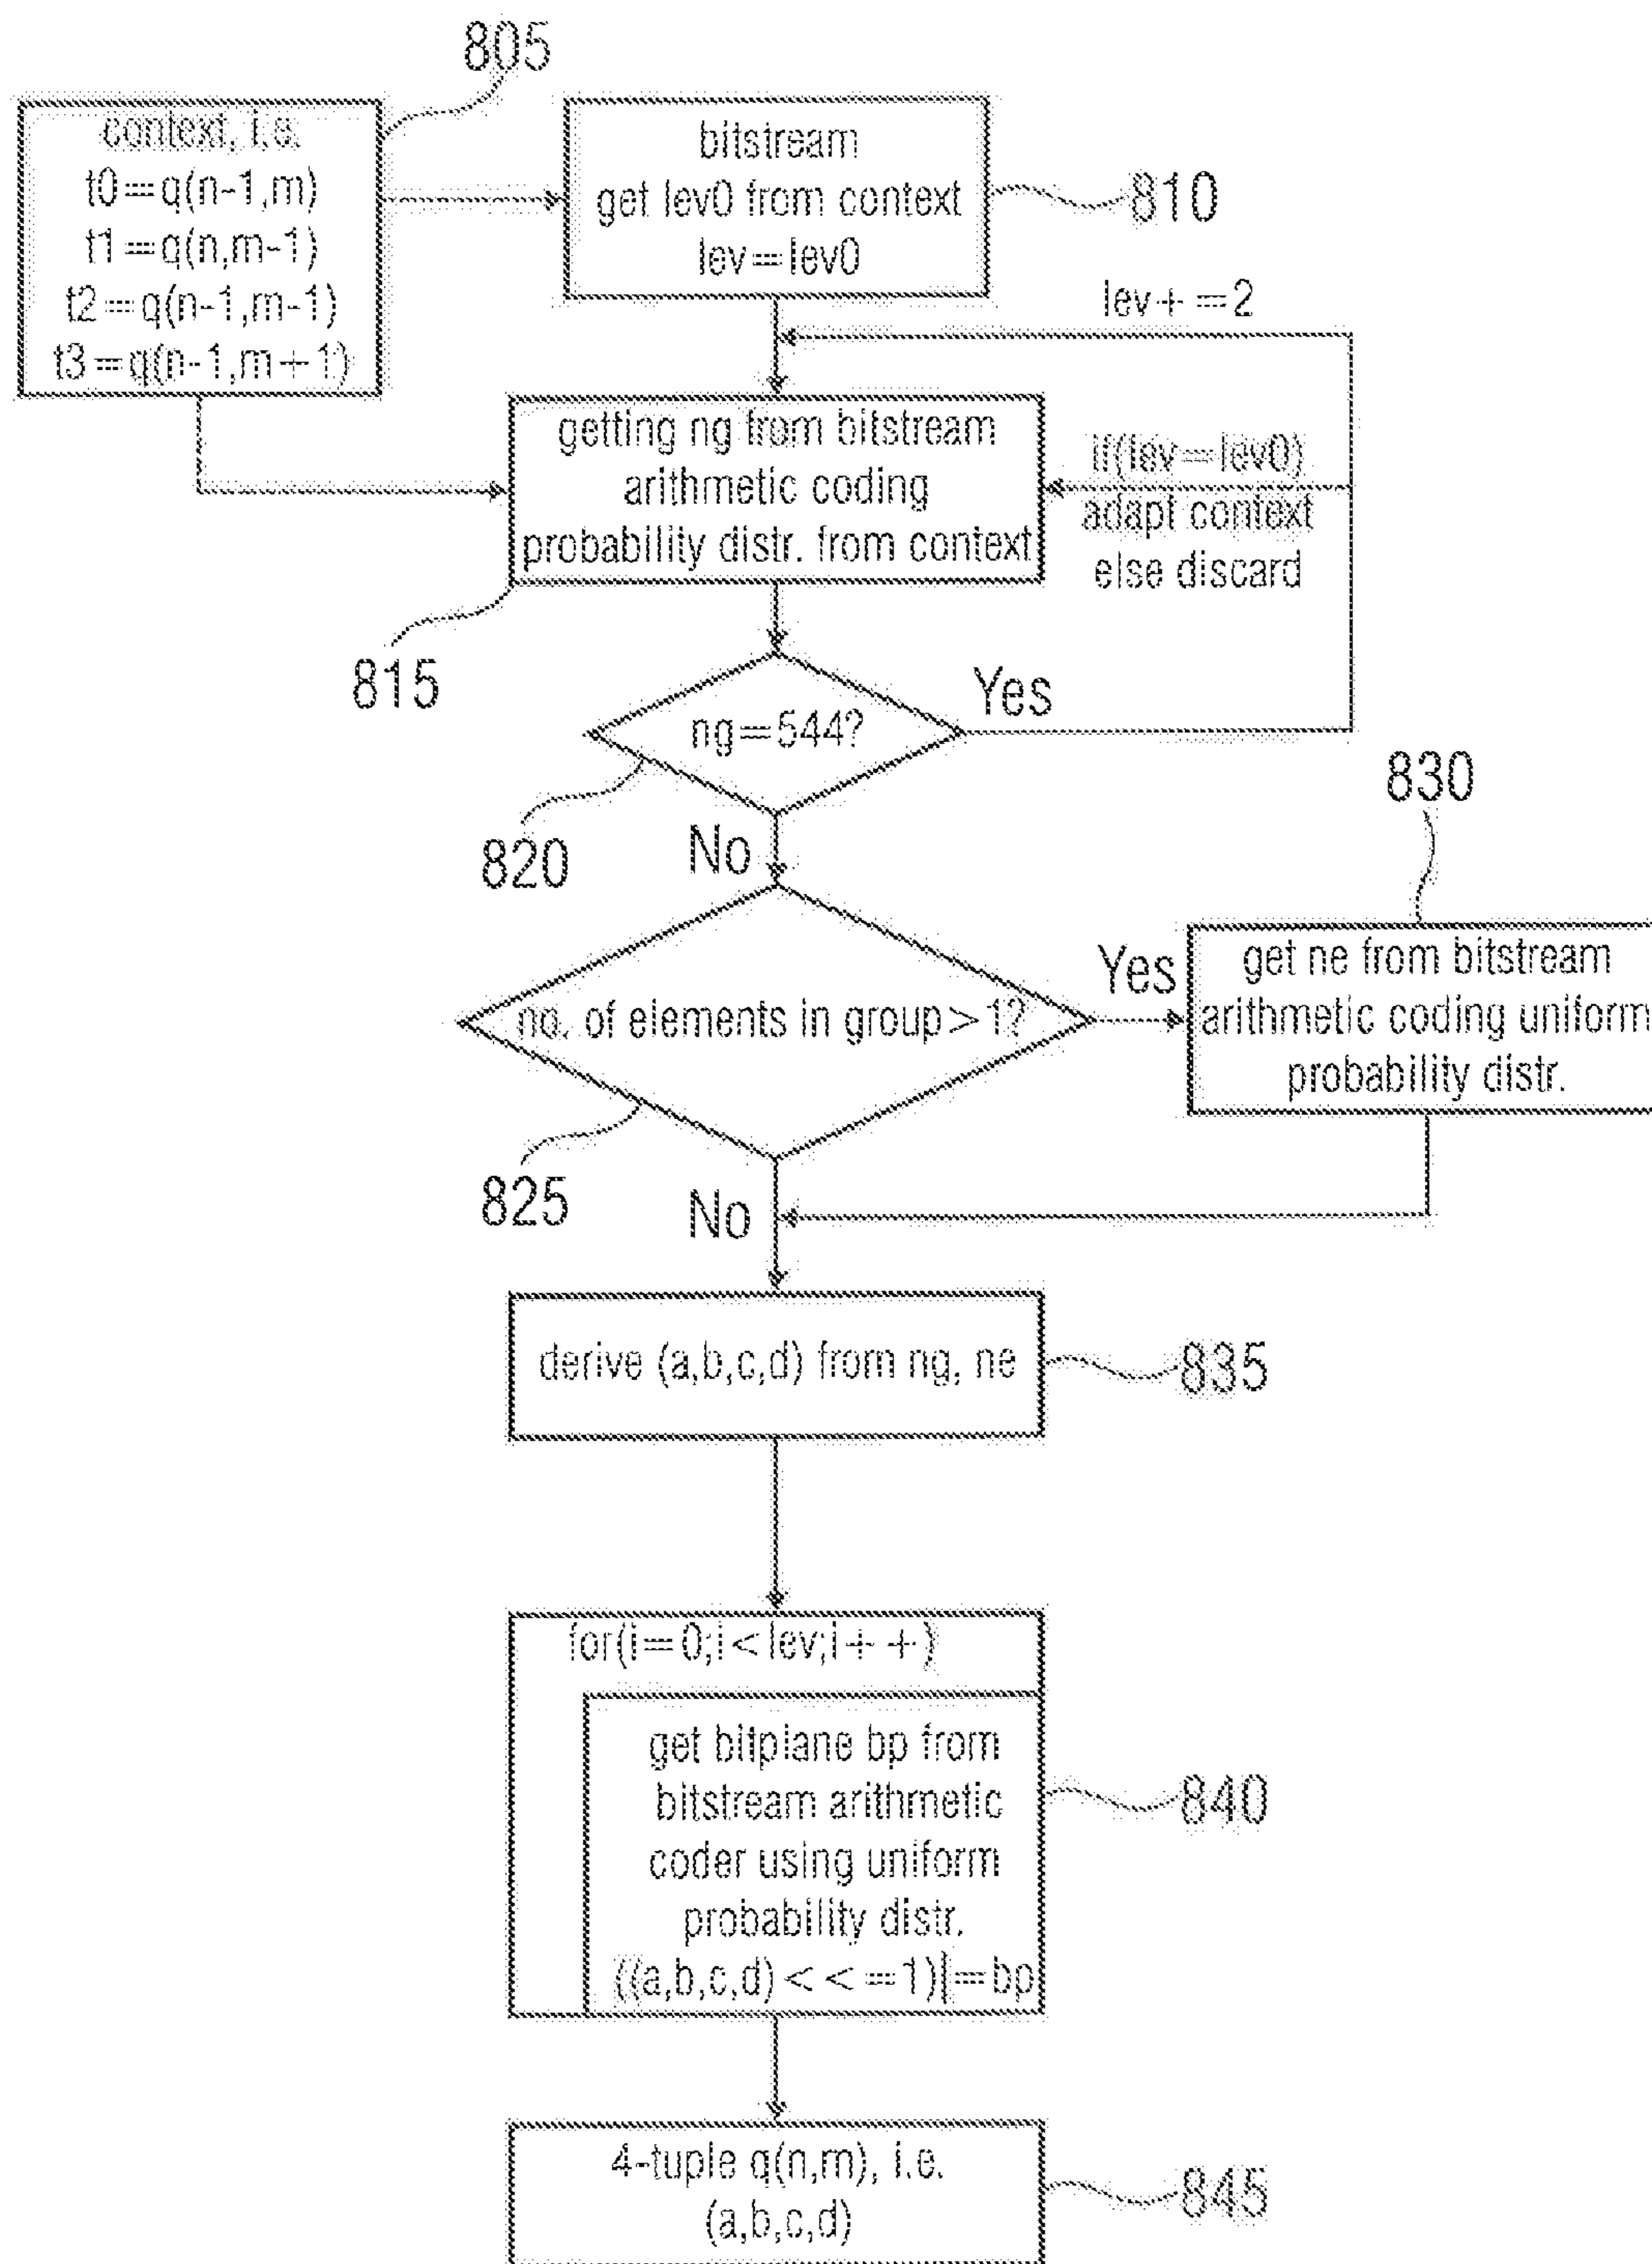 805
context, i.e.
t0=q(n-1,m)
t1=q(n,m-1)
t2=q(n-1,m-1)
t3=q(n-1,m+1)
bitstream
get lev0 from context
lev=lev0
810
lev+=2
getting ng from bitstream
arithmetic coding
probability distr. from context
if(lev=lev0)
adapt context
else discard
815
ng=544?
Yes
820
No
830
no. of elements in group>1?
Yes
get ne from bitstream
arithmetic coding uniform
probability distr.
825
No
derive (a,b,c,d) from ng, ne
835
for(i=0;i<lev;i++)
get bitplane bp from
bitstream arithmetic
coder using uniform
probability distr.
((a,b,c,d)<<=1)|=bp
840
4-tuple q(n,m), i.e.
(a,b,c,d)
845